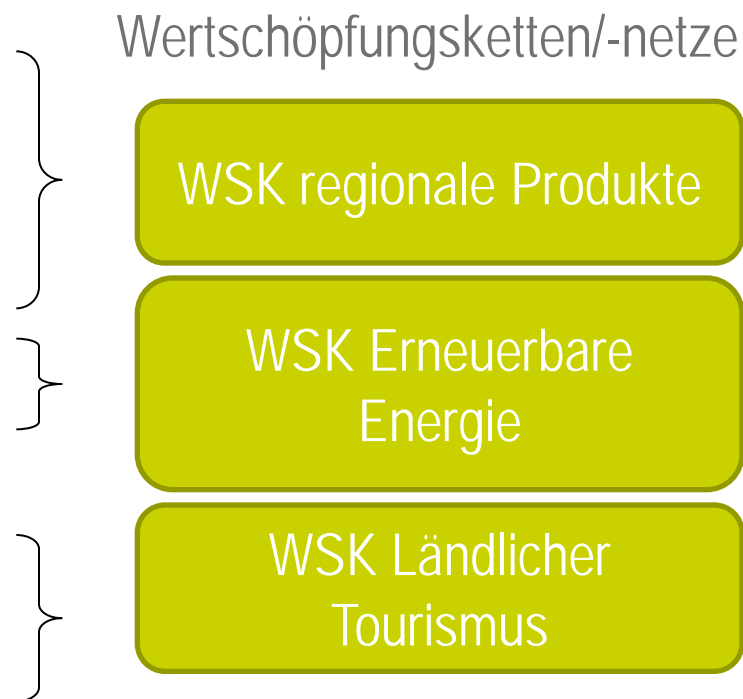 Wertschöpfungsketten/-netze
WSK regionale Produkte
WSK Erneuerbare
Energie
WSK Ländlicher
Tourismus